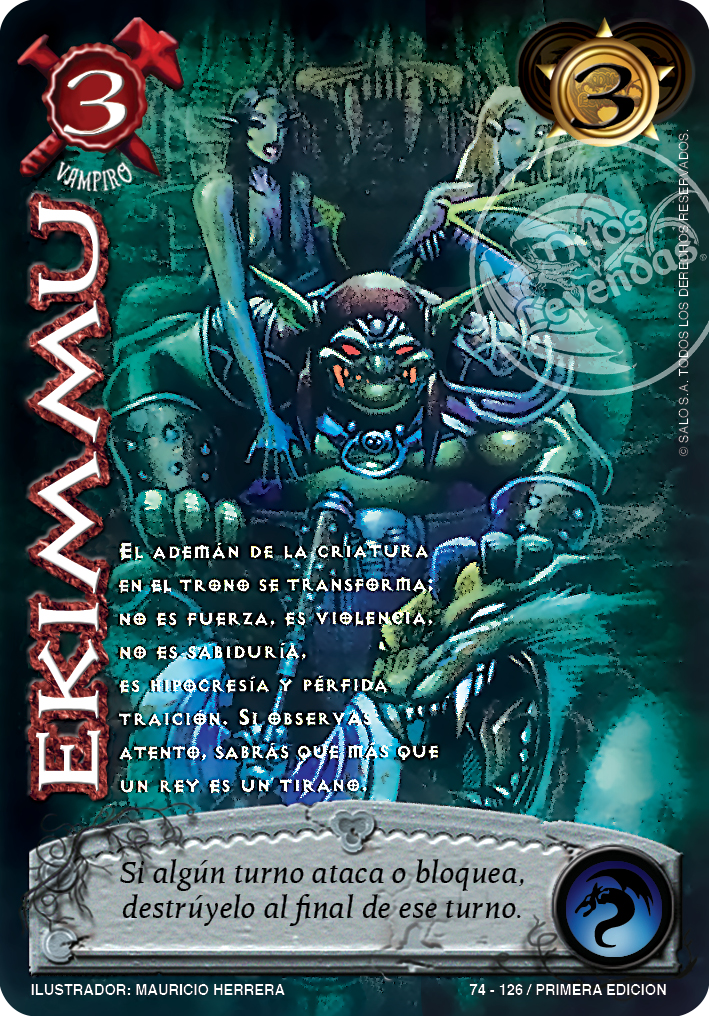 3
VAMPIRO
3
EKIMMU
Mitos
y
Leyendas
®
© SALO S.A. TODOS LOS DERECHOS RESERVADOS.
El ademán de la criatura
en el trono se transforma;
no es fuerza, es violencia,
no es sabiduría,
es hipocresía y pérfida
traición. Si observas
atento, sabrás que más que
un rey es un tirano.
Si algún turno ataca o bloquea,
destrúyelo al final de ese turno.
ILUSTRADOR: MAURICIO HERRERA
74 - 126 / PRIMERA EDICION